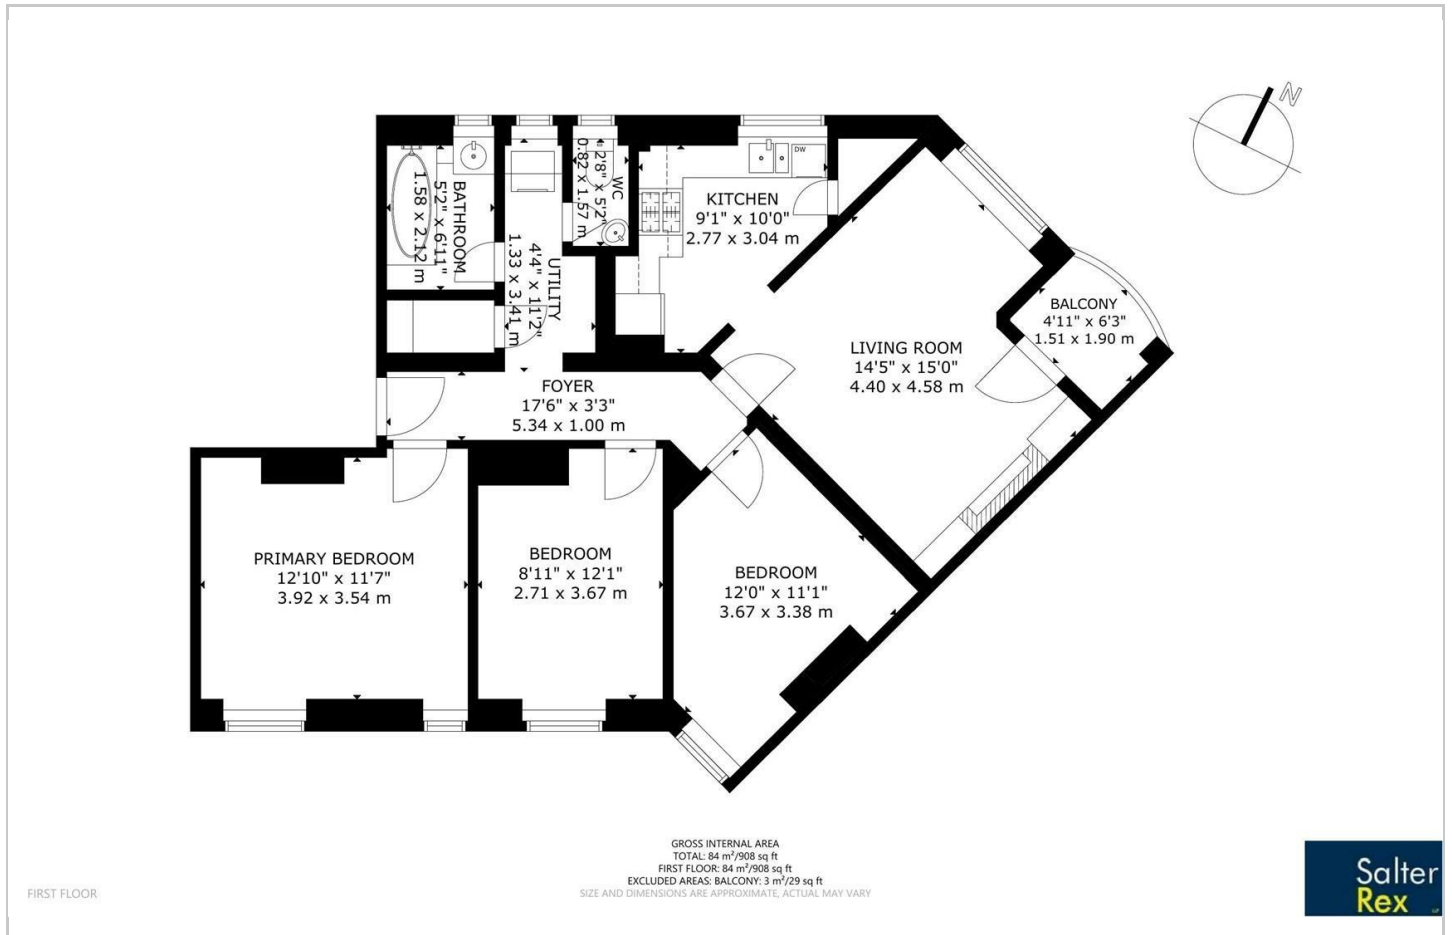 N
BATHROOM
5'2" x 6'11"
1.58 x 2.12 m
UTILITY
4'4" x 11'2"
1.33 x 3.41 m
WC
2'8" x 5'2"
0.82 x 1.57 m
DW
KITCHEN
9'1" x 10'0"
2.77 x 3.04 m
BALCONY
4'11" x 6'3"
1.51 x 1.90 m
LIVING ROOM
14'5" x 15'0"
4.40 x 4.58 m
FOYER
17'6" x 3'3"
5.34 x 1.00 m
PRIMARY BEDROOM
12'10" x 11'7"
3.92 x 3.54 m
BEDROOM
8'11" x 12'1"
2.71 x 3.67 m
BEDROOM
12'0" x 11'1"
3.67 x 3.38 m
GROSS INTERNAL AREA
TOTAL: 84 m²/908 sq ft
FIRST FLOOR: 84 m²/908 sq ft
EXCLUDED AREAS: BALCONY: 3 m²/29 sq ft
SIZE AND DIMENSIONS ARE APPROXIMATE, ACTUAL MAY VARY
FIRST FLOOR
Salter
Rex